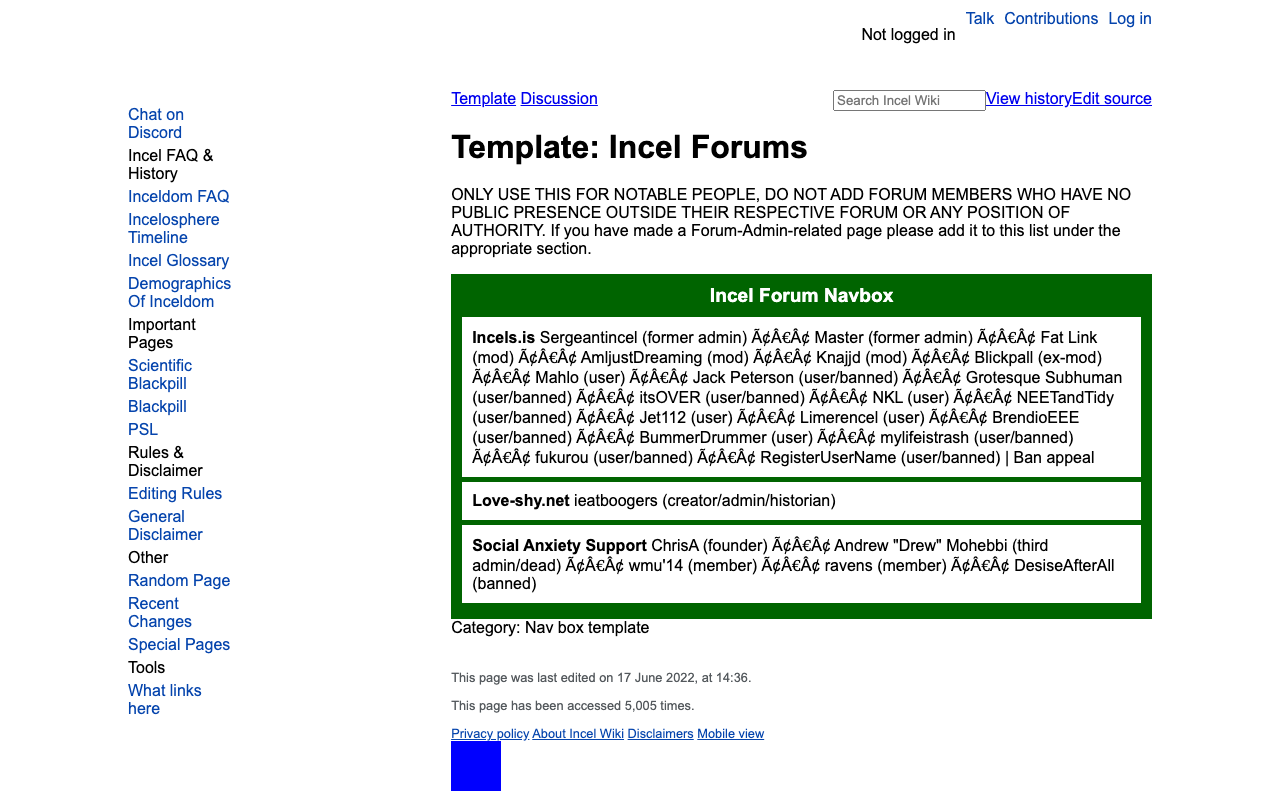 Talk Contributions Log in
Not logged in
Chat on
Discord
Incel FAQ &
History
Inceldom FAQ
Incelosphere
Timeline
Incel Glossary
Demographics
Of Inceldom
Important
Pages
Scientific
Blackpill
Blackpill
PSL
Rules &
Disclaimer
Editing Rules
General
Disclaimer
Other
Random Page
Recent
Changes
Special Pages
Tools
What links
here
Template Discussion
Search Incel Wiki
View history
Edit source
Template: Incel Forums
ONLY USE THIS FOR NOTABLE PEOPLE, DO NOT ADD FORUM MEMBERS WHO HAVE NO
PUBLIC PRESENCE OUTSIDE THEIR RESPECTIVE FORUM OR ANY POSITION OF
AUTHORITY. If you have made a Forum-Admin-related page please add it to this list under the
appropriate section.
Incel Forum Navbox
Incels.is Sergeantincel (former admin) Ã¢Â€Â¢ Master (former admin) Ã¢Â€Â¢ Fat Link
(mod) Ã¢Â€Â¢ AmljustDreaming (mod) Ã¢Â€Â¢ Knajjd (mod) Ã¢Â€Â¢ Blickpall (ex-mod)
Ã¢Â€Â¢ Mahlo (user) Ã¢Â€Â¢ Jack Peterson (user/banned) Ã¢Â€Â¢ Grotesque Subhuman
(user/banned) Ã¢Â€Â¢ itsOVER (user/banned) Ã¢Â€Â¢ NKL (user) Ã¢Â€Â¢ NEETandTidy
(user/banned) Ã¢Â€Â¢ Jet112 (user) Ã¢Â€Â¢ Limerencel (user) Ã¢Â€Â¢ BrendioEEE
(user/banned) Ã¢Â€Â¢ BummerDrummer (user) Ã¢Â€Â¢ mylifeistrash (user/banned)
Ã¢Â€Â¢ fukurou (user/banned) Ã¢Â€Â¢ RegisterUserName (user/banned) | Ban appeal
Love-shy.net ieatboogers (creator/admin/historian)
Social Anxiety Support ChrisA (founder) Ã¢Â€Â¢ Andrew "Drew" Mohebbi (third
admin/dead) Ã¢Â€Â¢ wmu'14 (member) Ã¢Â€Â¢ ravens (member) Ã¢Â€Â¢ DesiseAfterAll
(banned)
Category: Nav box template
This page was last edited on 17 June 2022, at 14:36.
This page has been accessed 5,005 times.
Privacy policy About Incel Wiki Disclaimers Mobile view